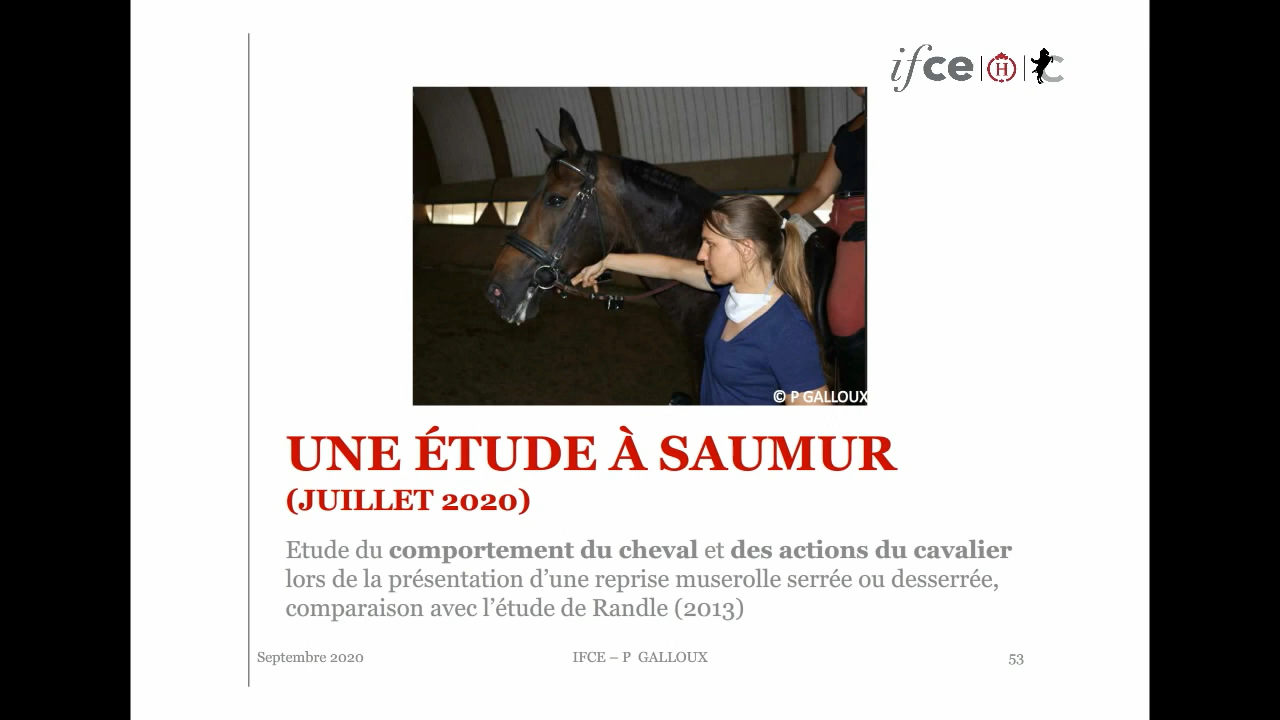 ifce | H | C
© P GALLOUX
UNE ÉTUDE À SAUMUR
(JUILLET 2020)
Etude du comportement du cheval et des actions du cavalier
lors de la présentation d’une reprise muserolle serrée ou desserrée,
comparaison avec l’étude de Randle (2013)
Septembre 2020
IFCE – P GALLOUX
53